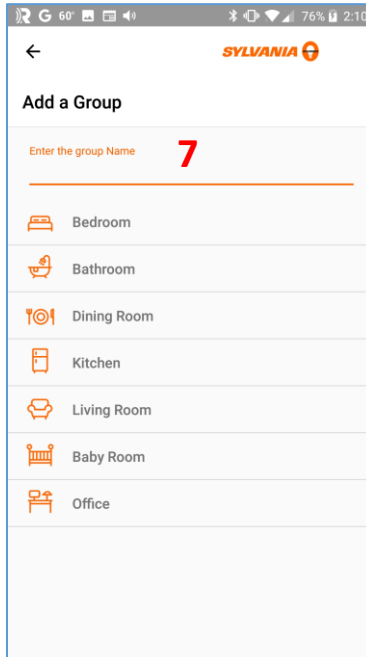 G 60° 76% 2:10
SYLVANIA
Add a Group
Enter the group Name
7
Bedroom
Bathroom
Dining Room
Kitchen
Living Room
Baby Room
Office